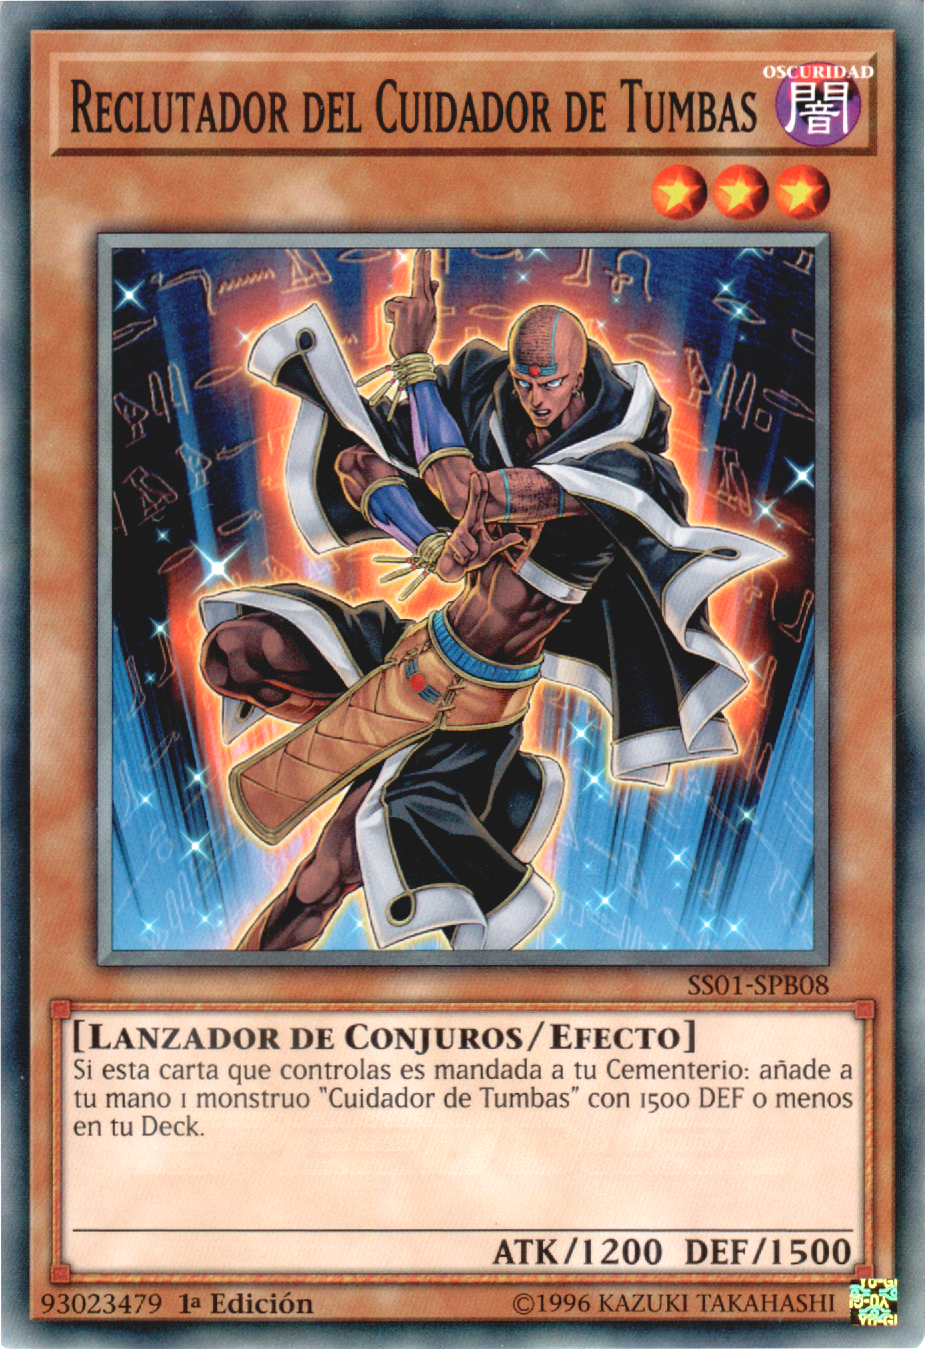 Reclutador del Cuidador de Tumbas
OSCURIDAD
闇
SS01-SPB08
[Lanzador de Conjuros/Efecto]
Si esta carta que controlas es mandada a tu Cementerio: añade a
tu mano 1 monstruo "Cuidador de Tumbas" con 1500 DEF o menos
en tu Deck.
ATK/1200 DEF/1500
93023479 1ª Edición
©1996 KAZUKI TAKAHASHI